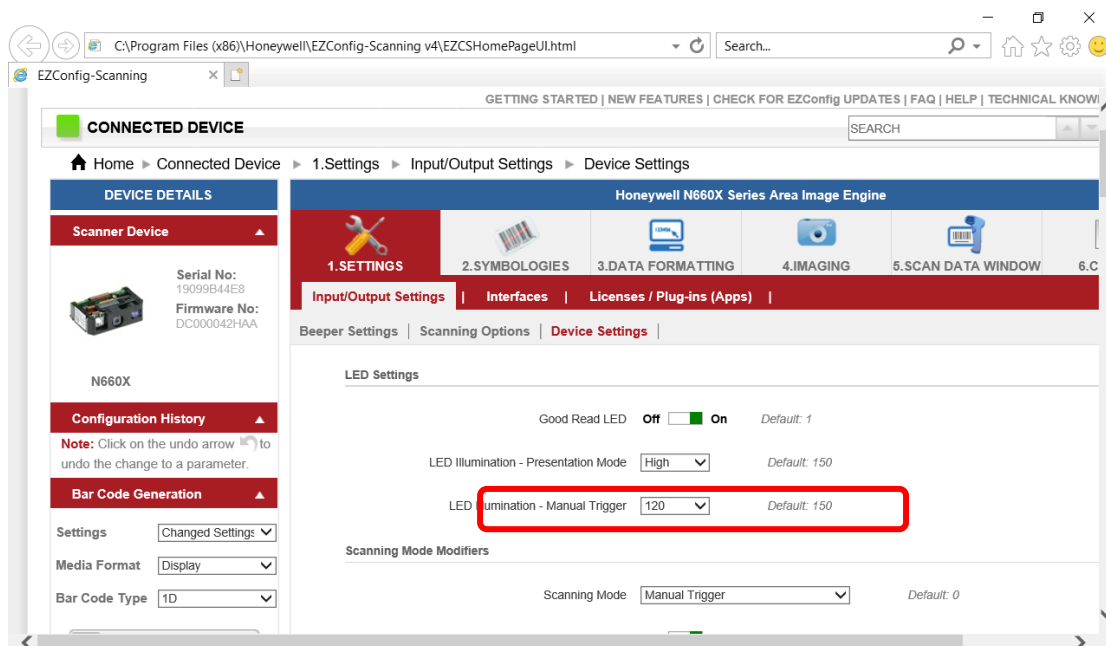 C:\Program Files (x86)\Honeywell\EZConfig-Scanning v4\EZCSHomePageUI.html
Search...
EZConfig-Scanning
GETTING STARTED | NEW FEATURES | CHECK FOR EZConfig UPDATES | FAQ | HELP | TECHNICAL KNOW
CONNECTED DEVICE
SEARCH
Home ▶ Connected Device ▶ 1.Settings ▶ Input/Output Settings ▶ Device Settings
DEVICE DETAILS
Honeywell N660X Series Area Image Engine
Scanner Device
Serial No:
19099B44E8
Firmware No:
DC000042HAA
N660X
1.SETTINGS
2.SYMBOLOGIES
3.DATA FORMATTING
4.IMAGING
5.SCAN DATA WINDOW
6.C
Input/Output Settings | Interfaces | Licenses / Plug-ins (Apps) |
Beeper Settings | Scanning Options | Device Settings |
Configuration History
Note: Click on the undo arrow to
undo the change to a parameter.
Bar Code Generation
Settings Changed Settings
Media Format Display
Bar Code Type 1D
LED Settings
Good Read LED Off On Default: 1
LED Illumination - Presentation Mode High Default: 150
LED Illumination - Manual Trigger 120 Default: 150
Scanning Mode Modifiers
Scanning Mode Manual Trigger Default: 0